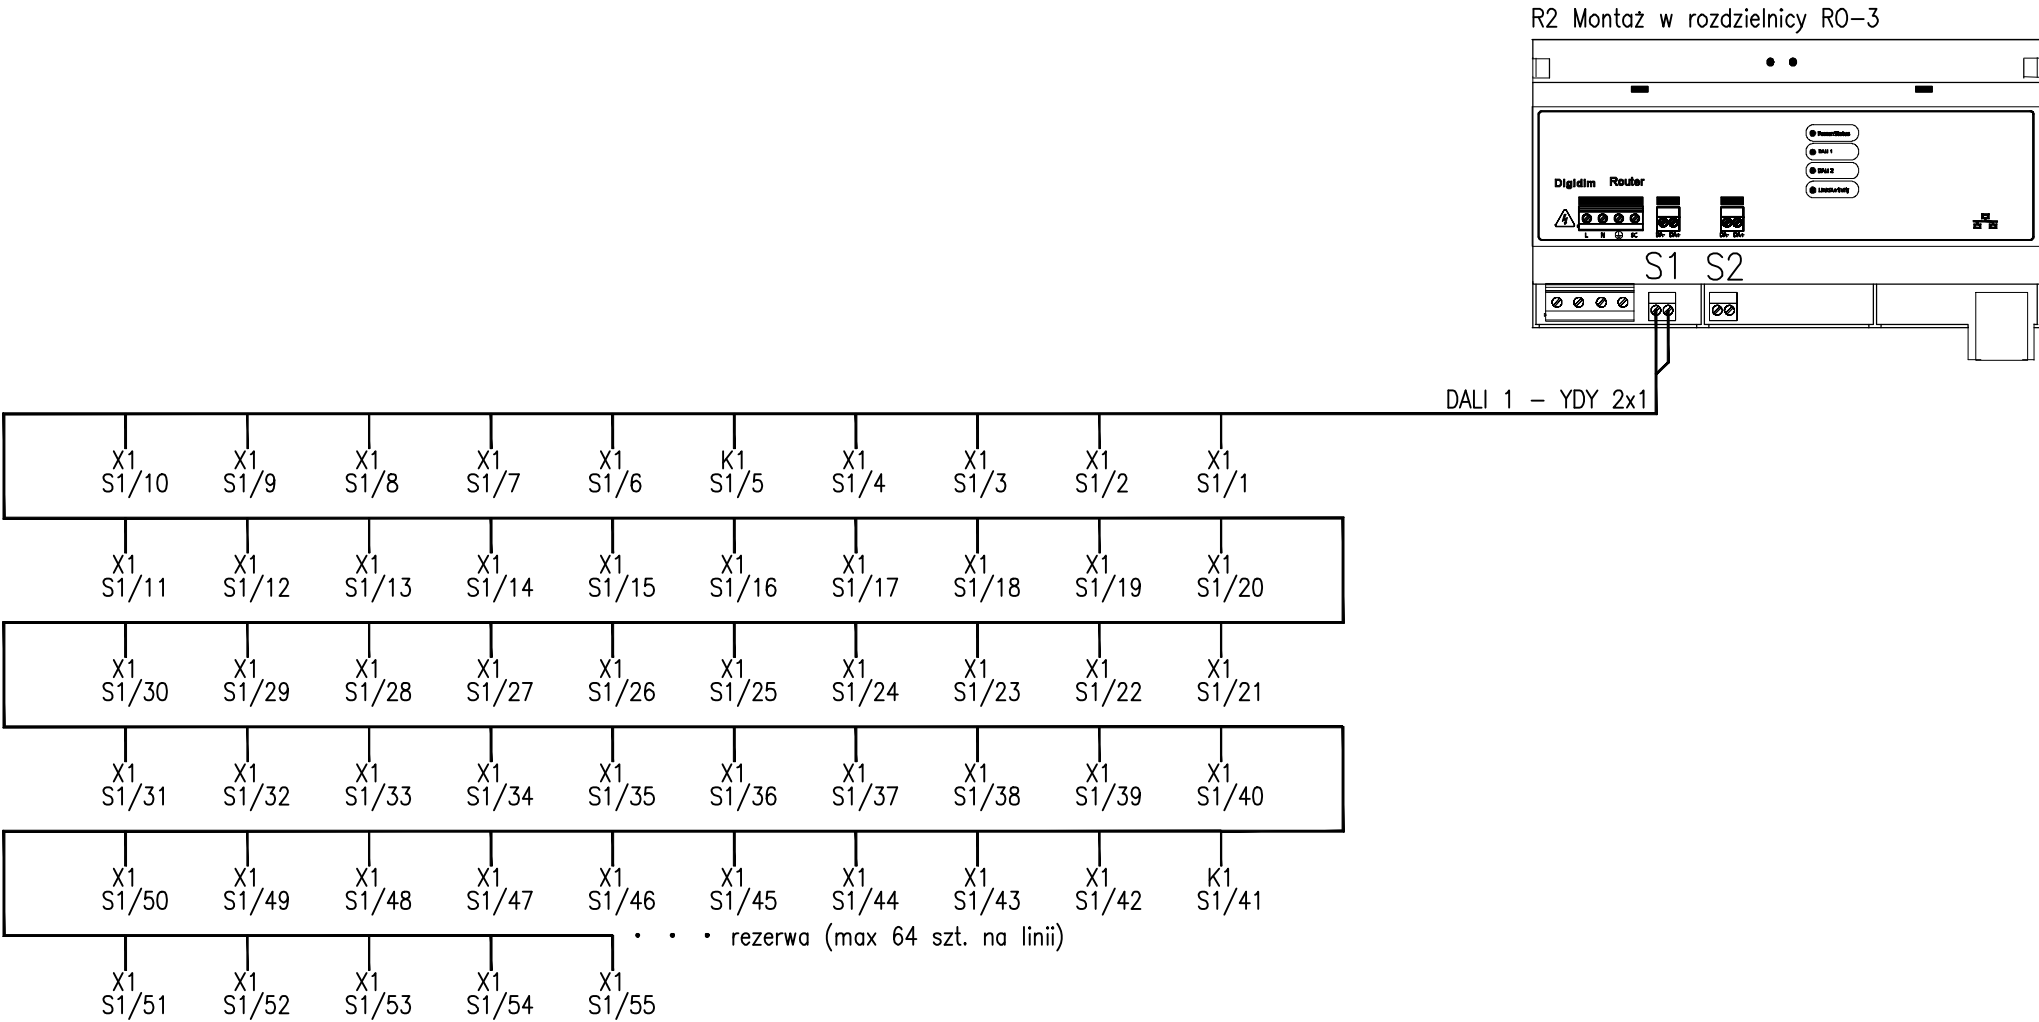 R2 Montaż w rozdzielnicy RO-3
DALI 1
DALI 2
Digidim Router
L N SC
DA- DA+ DA- DA+
S1 S2
DALI 1 - YDY 2x1
X1 X1 X1 X1 X1 K1 X1 X1 X1 X1
S1/10 S1/9 S1/8 S1/7 S1/6 S1/5 S1/4 S1/3 S1/2 S1/1
X1 X1 X1 X1 X1 X1 X1 X1 X1 X1
S1/11 S1/12 S1/13 S1/14 S1/15 S1/16 S1/17 S1/18 S1/19 S1/20
X1 X1 X1 X1 X1 X1 X1 X1 X1 X1
S1/30 S1/29 S1/28 S1/27 S1/26 S1/25 S1/24 S1/23 S1/22 S1/21
X1 X1 X1 X1 X1 X1 X1 X1 X1 X1
S1/31 S1/32 S1/33 S1/34 S1/35 S1/36 S1/37 S1/38 S1/39 S1/40
X1 X1 X1 X1 X1 X1 X1 X1 X1 K1
S1/50 S1/49 S1/48 S1/47 S1/46 S1/45 S1/44 S1/43 S1/42 S1/41
· · · rezerwa (max 64 szt. na linii)
X1 X1 X1 X1 X1
S1/51 S1/52 S1/53 S1/54 S1/55